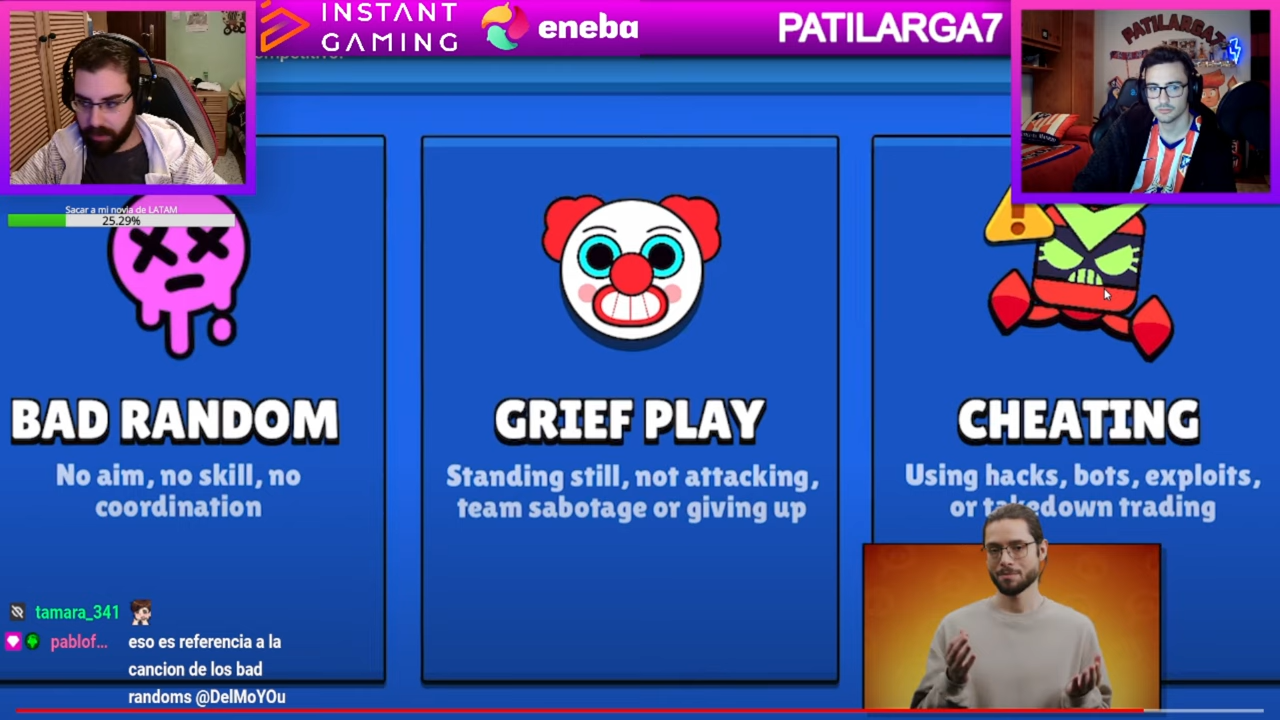 INSTANT
GAMING
eneba
PATILARGA7
PATILARGA7
ompetitivo.
Sacar a mi novia de LATAM
25.29%
BAD RANDOM
No aim, no skill, no
coordination
GRIEF PLAY
Standing still, not attacking,
team sabotage or giving up
CHEATING
Using hacks, bots, exploits,
or takedown trading
tamara_341
pablof... eso es referencia a la
cancion de los bad
randoms @DelMoYOu